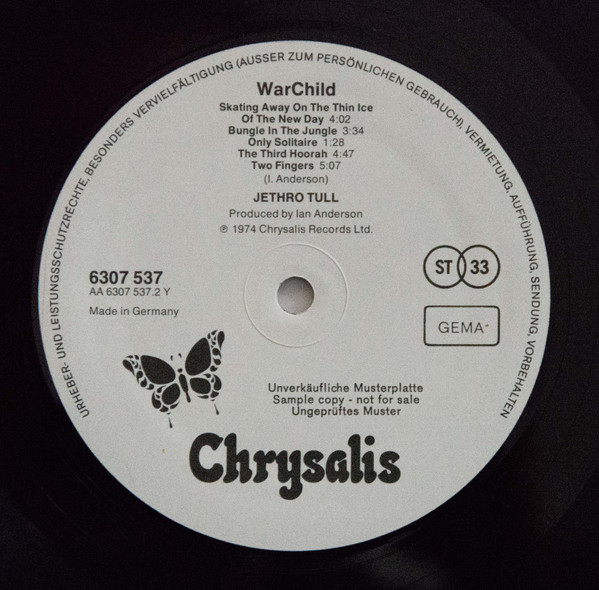 URHEBER- UND LEISTUNGSSCHUTZRECHTE, BESONDERS VERVIELFÄLTIGUNG (AUSSER ZUM PERSÖNLICHEN GEBRAUCH), VERMIETUNG, AUFFÜHRUNG, SENDUNG, VORBEHALTEN
WarChild
Skating Away On The Thin Ice
Of The New Day 4:02
Bungle In The Jungle 3:34
Only Solitaire 1:28
The Third Hoorah 4:47
Two Fingers 5:07
(I. Anderson)
JETHRO TULL
Produced by Ian Anderson
℗ 1974 Chrysalis Records Ltd.
6307 537
AA 6307 537.2 Y
Made in Germany
ST 33
GEMA*
Unverkäufliche Musterplatte
Sample copy - not for sale
Ungeprüftes Muster
Chrysalis